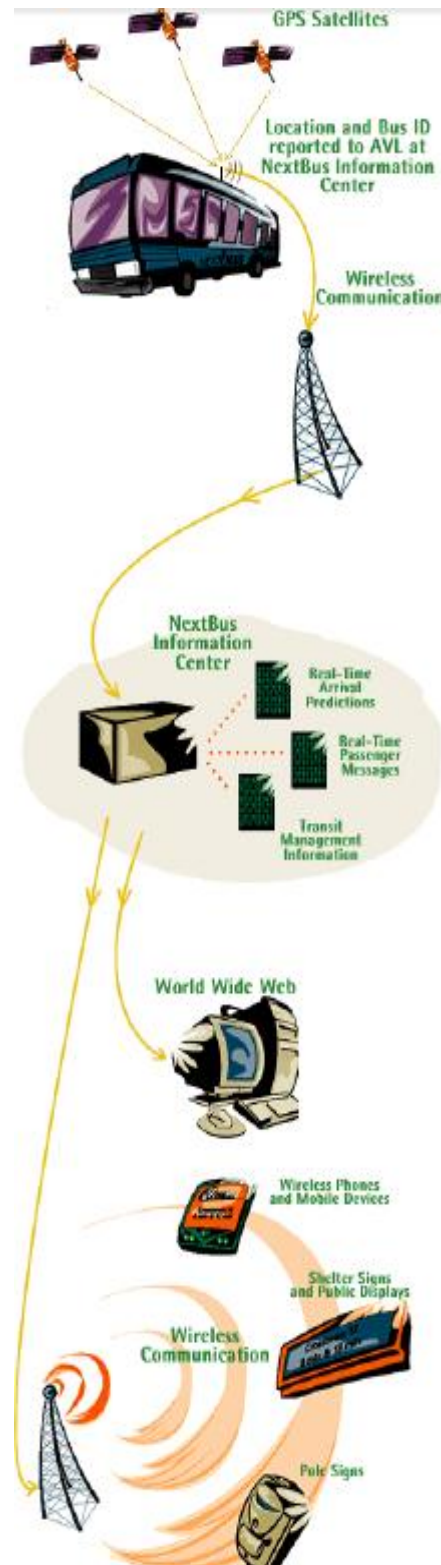 GPS Satellites
Location and Bus ID
reported to AVL at
NextBus Information
Center
Wireless
Communication
NextBus
Information
Center
Real-Time
Arrival
Predictions
Real-Time
Passenger
Messages
Transit
Management
Information
World Wide Web
Wireless Phones
and Mobile Devices
Shelter Signs
and Public Displays
Wireless
Communication
Pole Signs